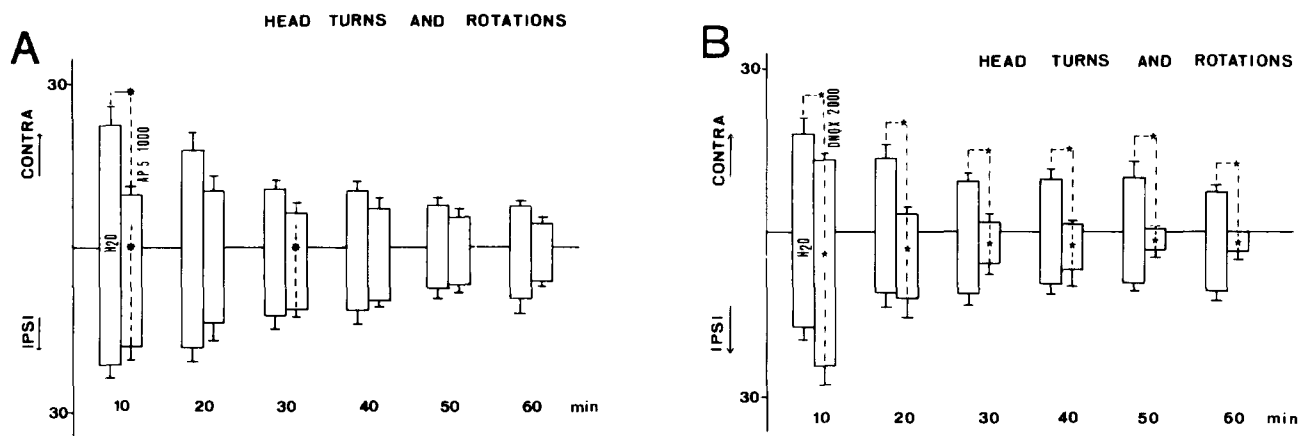 HEAD TURNS AND ROTATIONS
A
30
CONTRA
IPSI
30
H2O
AP5 1000
10 20 30 40 50 60 min
HEAD TURNS AND ROTATIONS
B
30
CONTRA
IPSI
30
H2O
DNQX 2000
10 20 30 40 50 60 min